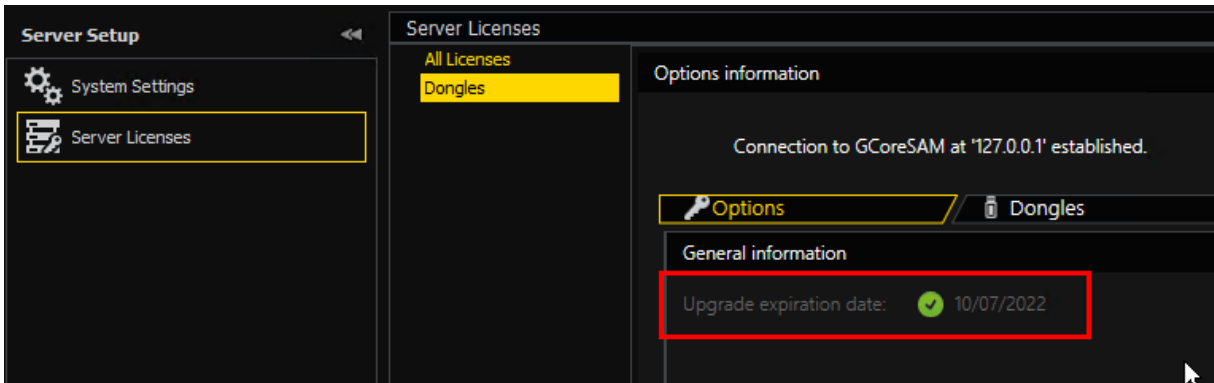 Server Setup
System Settings
Server Licenses
Server Licenses
All Licenses
Dongles
Options information
Connection to GCoreSAM at '127.0.0.1' established.
Options
Dongles
General information
Upgrade expiration date: 10/07/2022